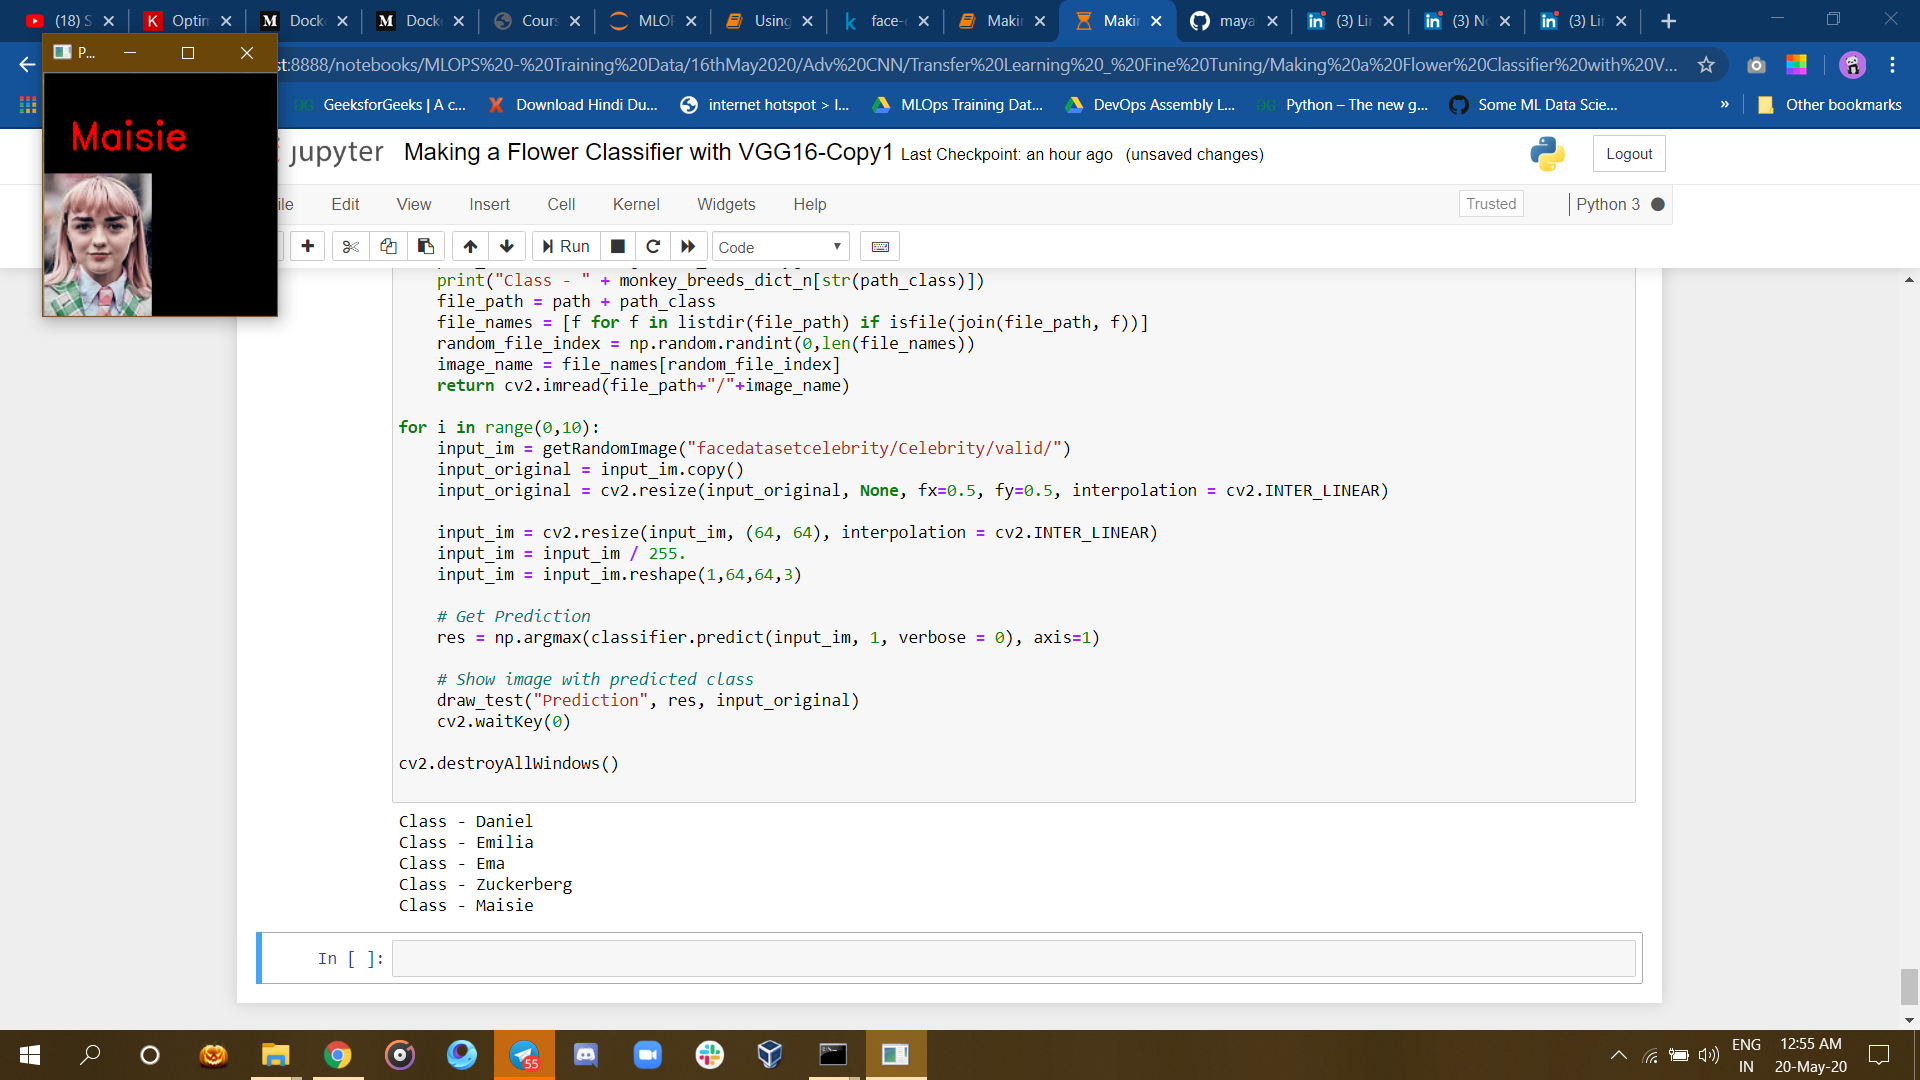 (18) S
Optin
Docke
Docke
Cours
MLOP
Using
face-
Makin
Makin
maya
(3) Lin
(3) No
(3) Lin
P...
st:8888/notebooks/MLOPS%20-%20Training%20Data/16thMay2020/Adv%20CNN/Transfer%20Learning%20_%20Fine%20Tuning/Making%20a%20Flower%20Classifier%20with%20V...
GeeksforGeeks | A c...
Download Hindi Du...
internet hotspot > I...
MLOps Training Dat...
DevOps Assembly L...
Python – The new g...
Some ML Data Scie...
»
Other bookmarks
Maisie
jupyter Making a Flower Classifier with VGG16-Copy1 Last Checkpoint: an hour ago (unsaved changes)
Logout
ile Edit View Insert Cell Kernel Widgets Help
Trusted
Python 3
Run
Code
print("Class - " + monkey_breeds_dict_n[str(path_class)])
file_path = path + path_class
file_names = [f for f in listdir(file_path) if isfile(join(file_path, f))]
random_file_index = np.random.randint(0,len(file_names))
image_name = file_names[random_file_index]
return cv2.imread(file_path+"/"+image_name)
for i in range(0,10):
input_im = getRandomImage("facedatasetcelebrity/Celebrity/valid/")
input_original = input_im.copy()
input_original = cv2.resize(input_original, None, fx=0.5, fy=0.5, interpolation = cv2.INTER_LINEAR)
input_im = cv2.resize(input_im, (64, 64), interpolation = cv2.INTER_LINEAR)
input_im = input_im / 255.
input_im = input_im.reshape(1,64,64,3)
# Get Prediction
res = np.argmax(classifier.predict(input_im, 1, verbose = 0), axis=1)
# Show image with predicted class
draw_test("Prediction", res, input_original)
cv2.waitKey(0)
cv2.destroyAllWindows()
Class - Daniel
Class - Emilia
Class - Ema
Class - Zuckerberg
Class - Maisie
In [ ]:
55
ENG
IN
12:55 AM
20-May-20